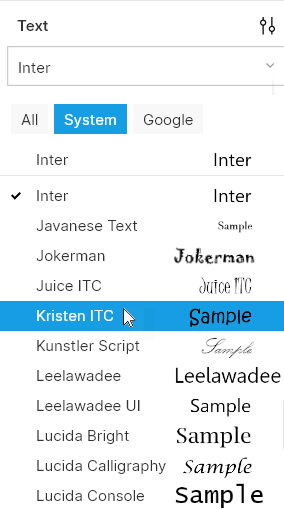 Text
Inter
All System Google
Inter Inter
Inter Inter
Javanese Text Sample
Jokerman Jokerman
Juice ITC Juice ITC
Kristen ITC Sample
Kunstler Script Sample
Leelawadee Leelawadee
Leelawadee UI Sample
Lucida Bright Sample
Lucida Calligraphy Sample
Lucida Console Sample